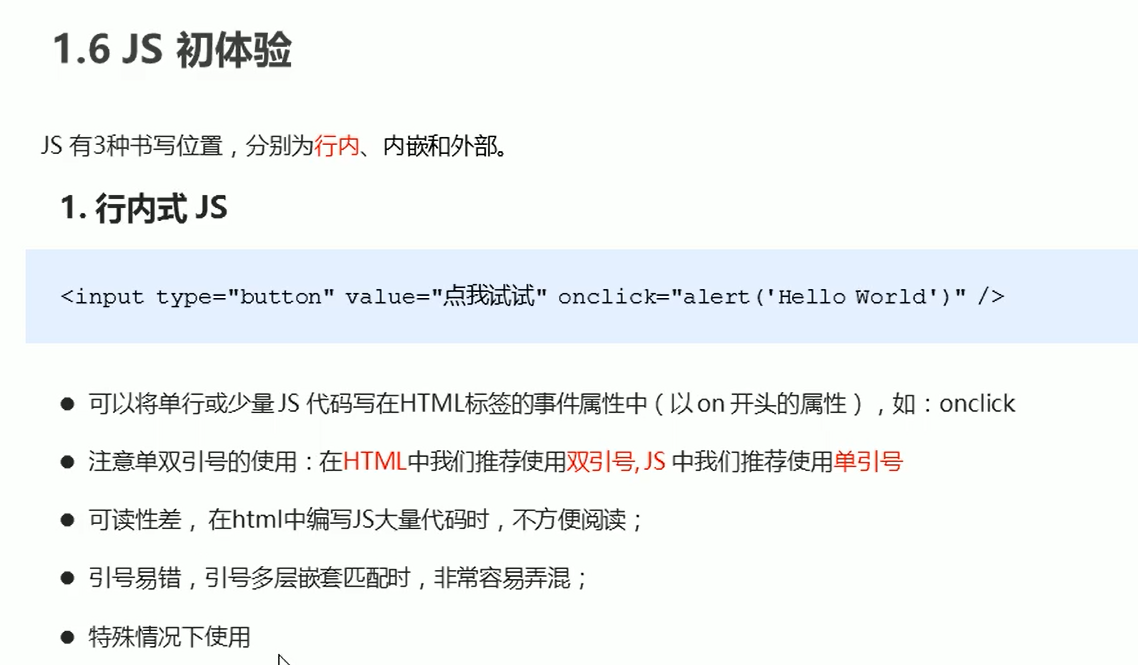 1.6 JS 初体验
JS 有3种书写位置，分别为行内、内嵌和外部。
1. 行内式 JS
<input type="button" value="点我试试" onclick="alert('Hello World')" />
● 可以将单行或少量 JS 代码写在HTML标签的事件属性中（以 on 开头的属性），如：onclick
● 注意单双引号的使用：在HTML中我们推荐使用双引号, JS 中我们推荐使用单引号
● 可读性差， 在html中编写JS大量代码时，不方便阅读；
● 引号易错，引号多层嵌套匹配时，非常容易弄混；
● 特殊情况下使用